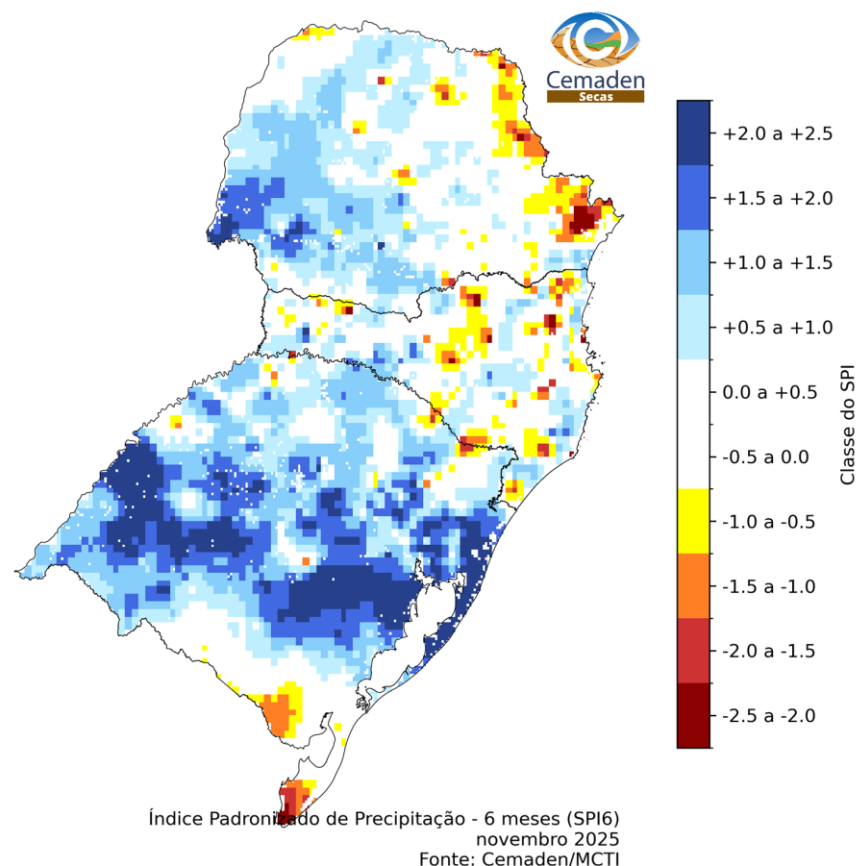 Cemaden
Secas
+2.0 a +2.5
+1.5 a +2.0
+1.0 a +1.5
+0.5 a +1.0
0.0 a +0.5
-0.5 a 0.0
-1.0 a -0.5
-1.5 a -1.0
-2.0 a -1.5
-2.5 a -2.0
Classe do SPI
Índice Padronizado de Precipitação - 6 meses (SPI6)
novembro 2025
Fonte: Cemaden/MCTI